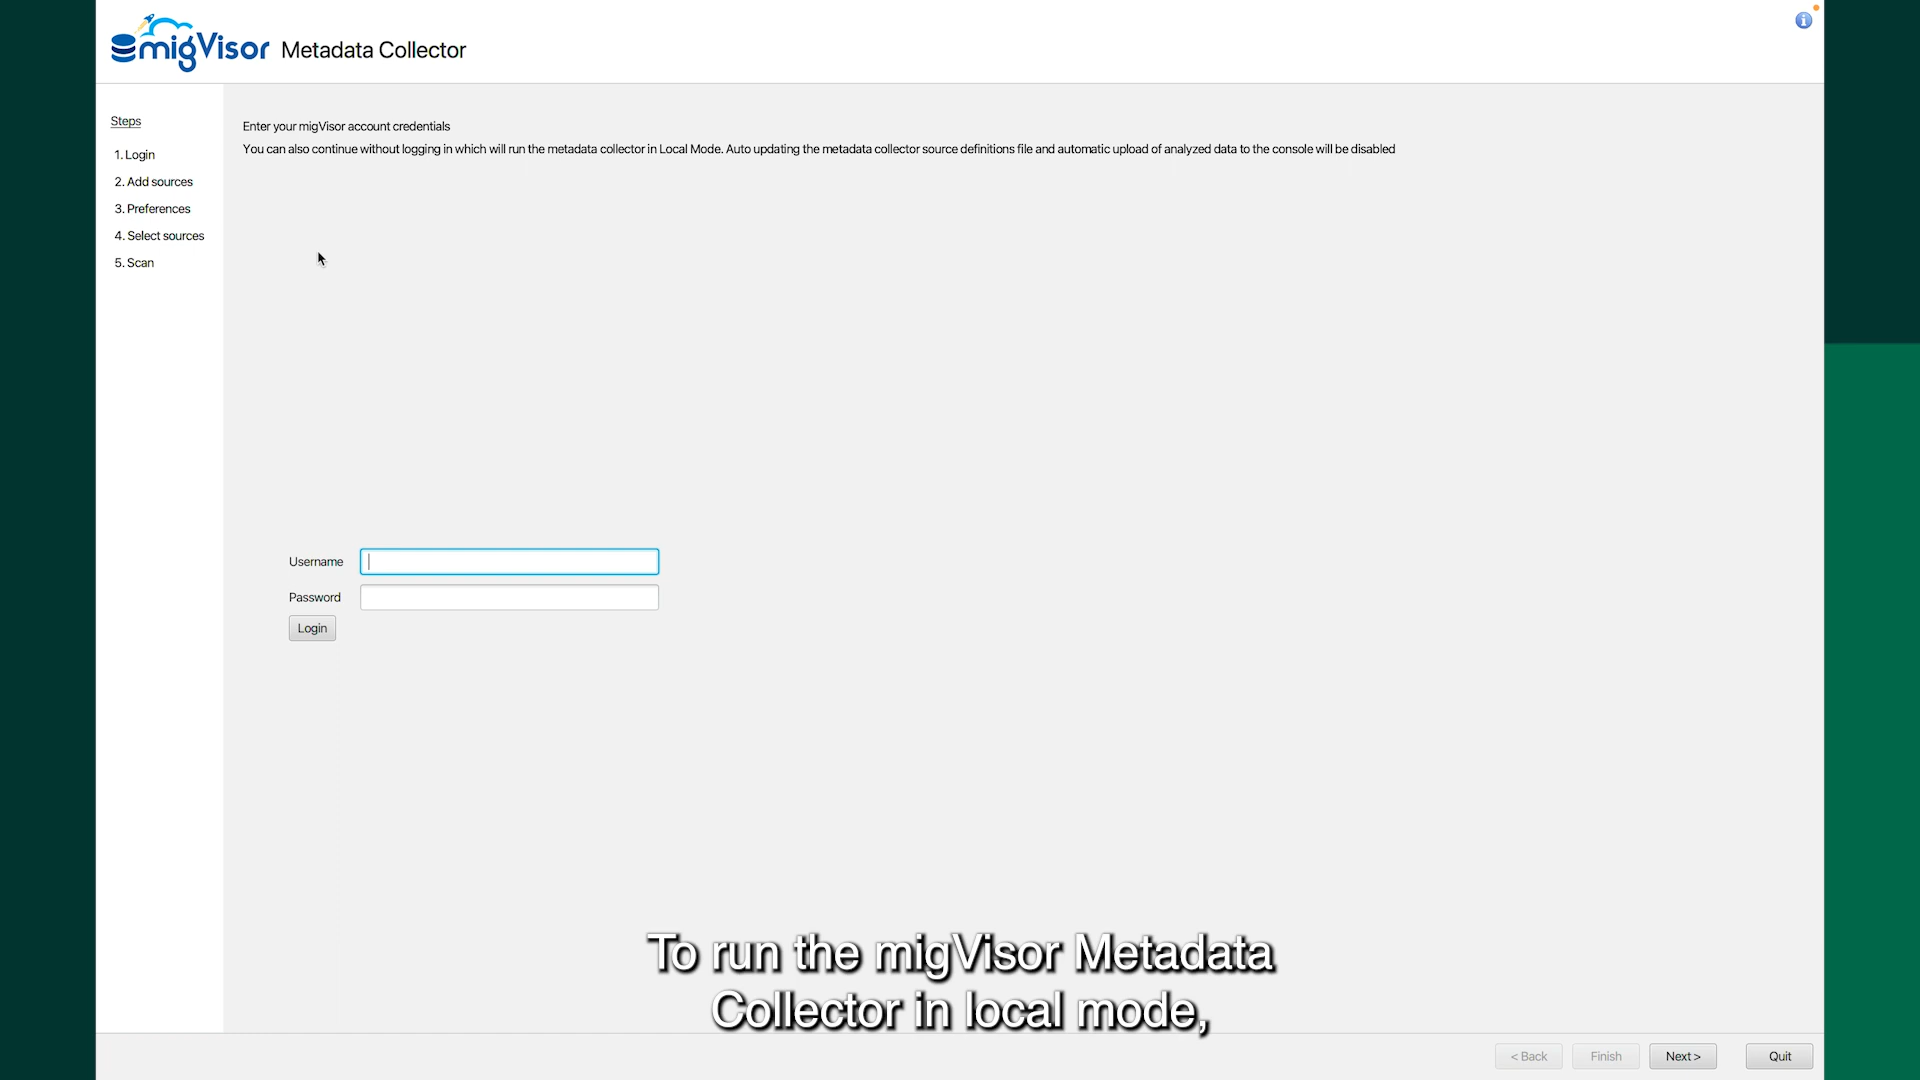 migVisor Metadata Collector
Steps
1. Login
2. Add sources
3. Preferences
4. Select sources
5. Scan
Enter your migVisor account credentials
You can also continue without logging in which will run the metadata collector in Local Mode. Auto updating the metadata collector source definitions file and automatic upload of analyzed data to the console will be disabled
Username
Password
Login
To run the migVisor Metadata
Collector in local mode,
< Back
Finish
Next >
Quit